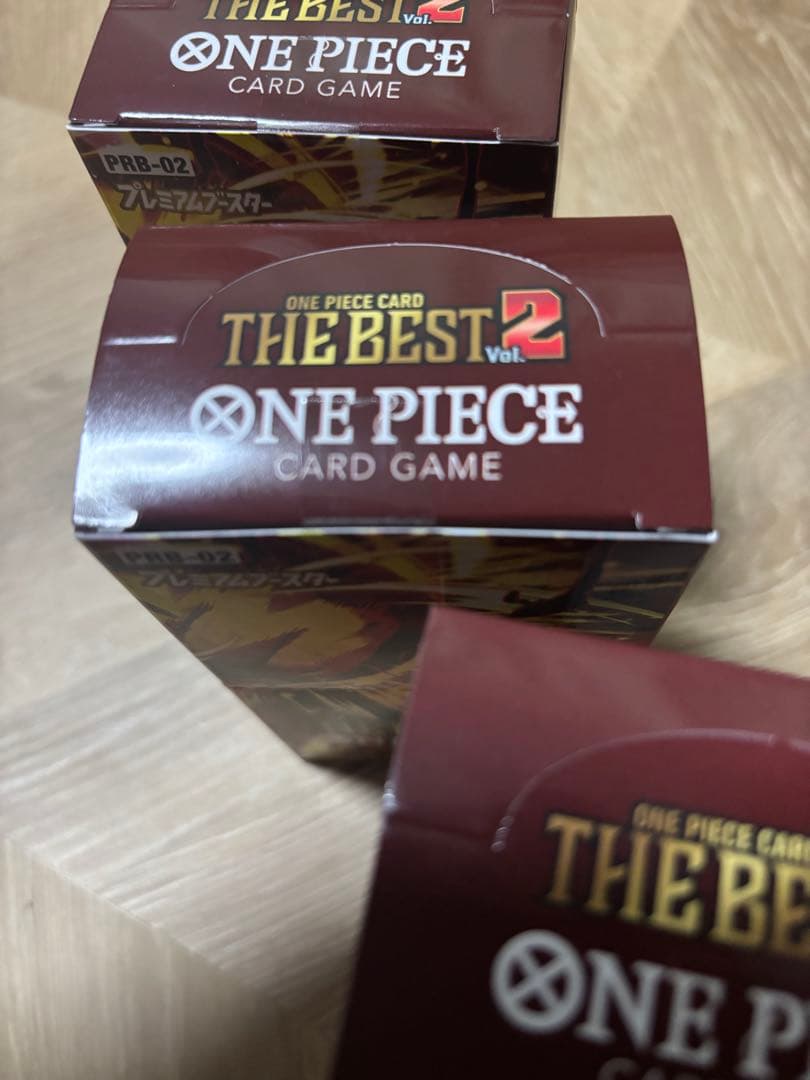 THE BEST Vol.2
ONE PIECE
CARD GAME
PRB-02
プレミアムブースター
ONE PIECE CARD
THE BEST Vol.2
ONE PIECE
CARD GAME
PRB-02
プレミアムブースター
ONE PIECE CARD
THE BE
ONE P